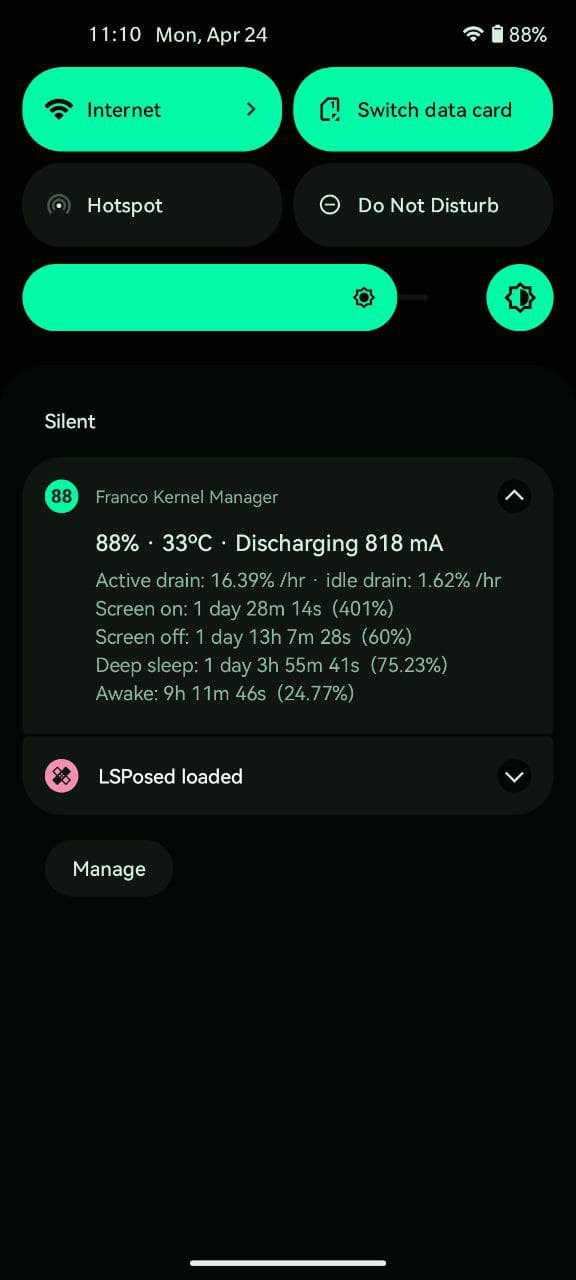 11:10 Mon, Apr 24 88%
Internet
Switch data card
Hotspot
Do Not Disturb
Silent
88 Franco Kernel Manager
88% · 33ºC · Discharging 818 mA
Active drain: 16.39% /hr · idle drain: 1.62% /hr
Screen on: 1 day 28m 14s (401%)
Screen off: 1 day 13h 7m 28s (60%)
Deep sleep: 1 day 3h 55m 41s (75.23%)
Awake: 9h 11m 46s (24.77%)
LSPosed loaded
Manage